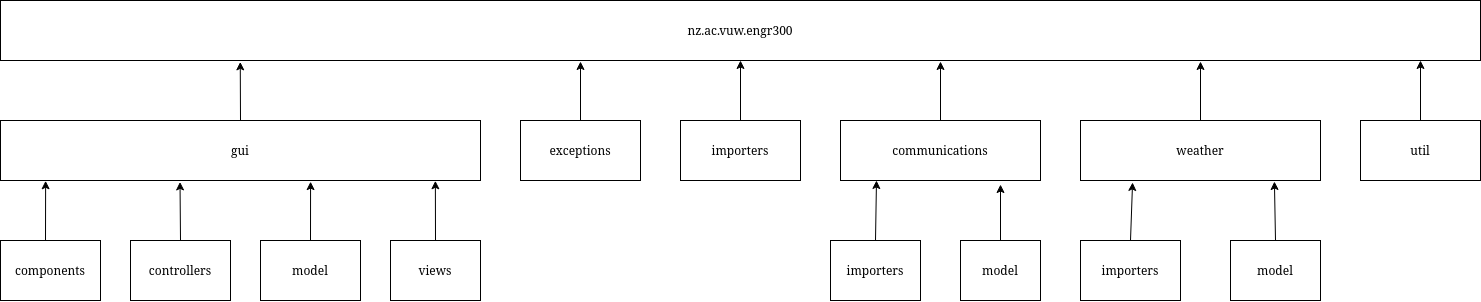 nz.ac.vuw.engr300
gui
exceptions
importers
communications
weather
util
components
controllers
model
views
importers
model
importers
model